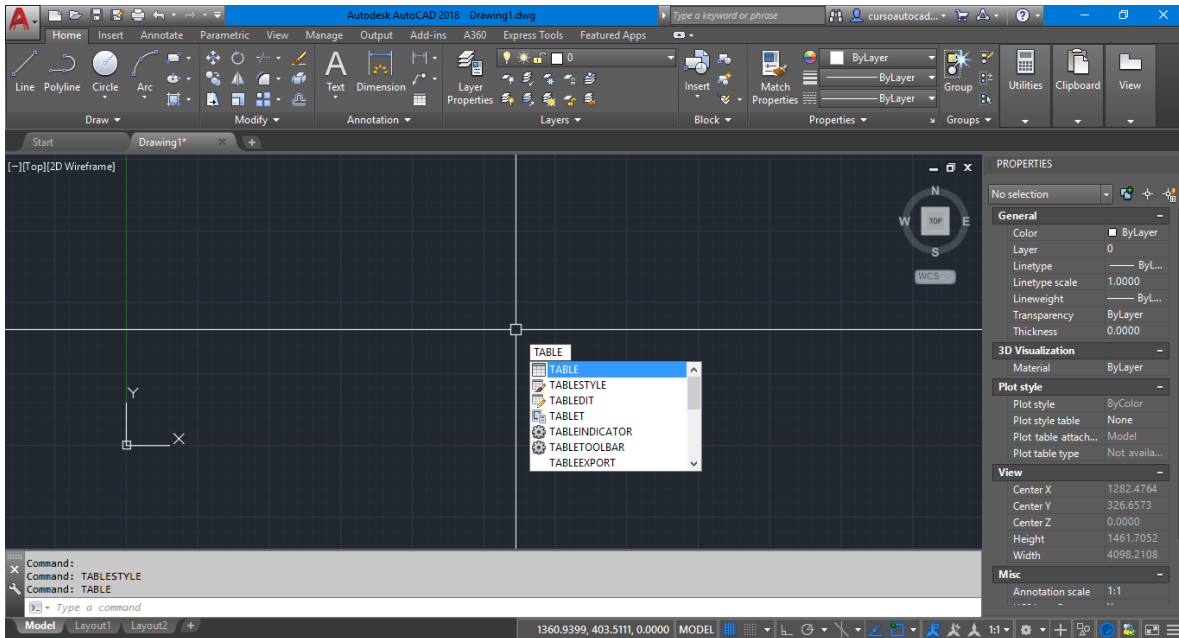 Autodesk AutoCAD 2018 Drawing1.dwg
Type a keyword or phrase
cursoautocad...
Home Insert Annotate Parametric View Manage Output Add-ins A360 Express Tools Featured Apps
Line Polyline Circle Arc
Text Dimension
Layer Properties
0
Insert
Match Properties
ByLayer
ByLayer
ByLayer
Group
Utilities Clipboard View
Draw Modify Annotation Layers Block Properties Groups
Start Drawing1* +
[−][Top][2D Wireframe]
N
W TOP E
S
WCS
Y
X
TABLE
TABLE
TABLESTYLE
TABLEDIT
TABLET
TABLEINDICATOR
TABLETOOLBAR
TABLEEXPORT
PROPERTIES
No selection
General
Color ByLayer
Layer 0
Linetype ByL...
Linetype scale 1.0000
Lineweight ByL...
Transparency ByLayer
Thickness 0.0000
3D Visualization
Material ByLayer
Plot style
Plot style ByColor
Plot style table None
Plot table attach... Model
Plot table type Not availa...
View
Center X 1282.4764
Center Y 326.6573
Center Z 0.0000
Height 1461.7052
Width 4098.2108
Misc
Annotation scale 1:1
Command:
Command: TABLESTYLE
Command: TABLE
Type a command
Model Layout1 Layout2 +
1360.9399, 403.5111, 0.0000 MODEL 1:1